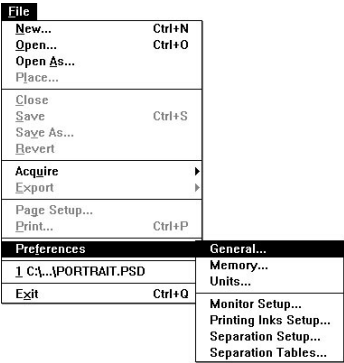 File
New... Ctrl+N
Open... Ctrl+O
Open As...
Place...
Close
Save Ctrl+S
Save As...
Revert
Acquire
Export
Page Setup...
Print... Ctrl+P
Preferences
1 C:\...\PORTRAIT.PSD
Exit Ctrl+Q
General...
Memory...
Units...
Monitor Setup...
Printing Inks Setup...
Separation Setup...
Separation Tables...